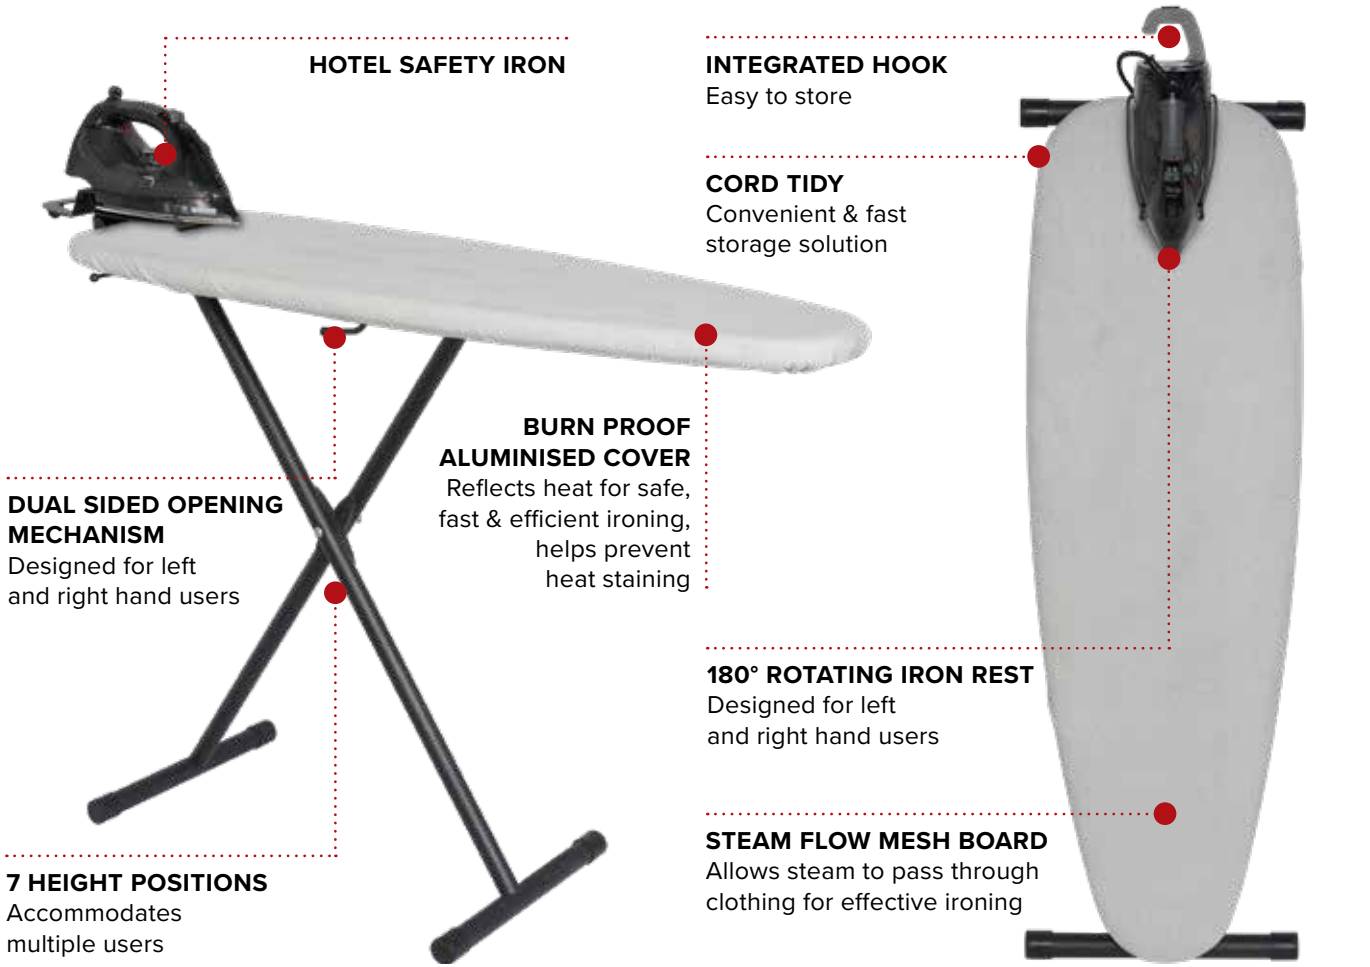 HOTEL SAFETY IRON
INTEGRATED HOOK
Easy to store
CORD TIDY
Convenient & fast
storage solution
BURN PROOF
ALUMINISED COVER
Reflects heat for safe,
fast & efficient ironing,
helps prevent
heat staining
DUAL SIDED OPENING
MECHANISM
Designed for left
and right hand users
180° ROTATING IRON REST
Designed for left
and right hand users
STEAM FLOW MESH BOARD
Allows steam to pass through
clothing for effective ironing
7 HEIGHT POSITIONS
Accommodates
multiple users